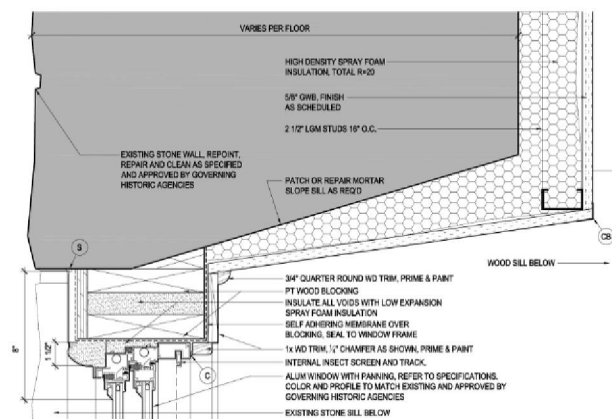 VARIES PER FLOOR
HIGH DENSITY SPRAY FOAM
INSULATION, TOTAL R=20
5/8" GWB, FINISH
AS SCHEDULED
2 1/2" LGM STUDS 16" O.C.
EXISTING STONE WALL, REPOINT,
REPAIR AND CLEAN AS SPECIFIED
AND APPROVED BY GOVERNING
HISTORIC AGENCIES
PATCH OR REPAIR MORTAR
SLOPE SILL AS REQ'D
S
CB
WOOD SILL BELOW
3/4" QUARTER ROUND WD TRIM, PRIME & PAINT
PT WOOD BLOCKING
INSULATE ALL VOIDS WITH LOW EXPANSION
SPRAY FOAM INSULATION
SELF ADHERING MEMBRANE OVER
BLOCKING, SEAL TO WINDOW FRAME
8"
1 1/2"
1x WD TRIM, ¼" CHAMFER AS SHOWN, PRIME & PAINT
INTERNAL INSECT SCREEN AND TRACK.
C
ALUM WINDOW WITH PANNING, REFER TO SPECIFICATIONS.
COLOR AND PROFILE TO MATCH EXISTING AND APPROVED BY
GOVERNING HISTORIC AGENCIES
EXISTING STONE SILL BELOW